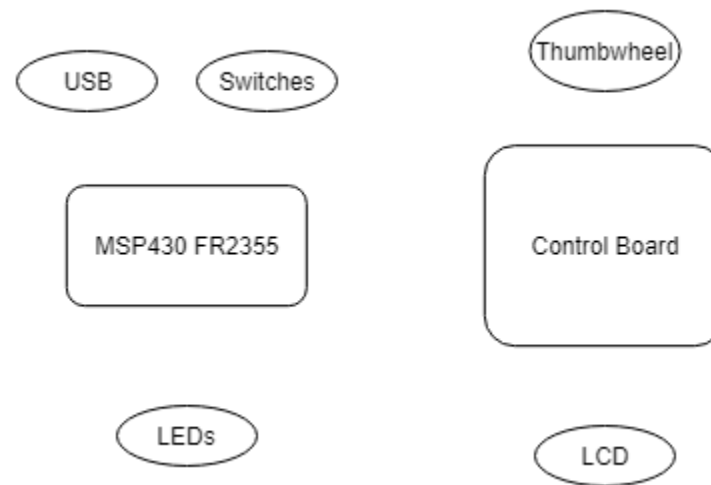 Thumbwheel
USB
Switches
MSP430 FR2355
Control Board
LEDs
LCD